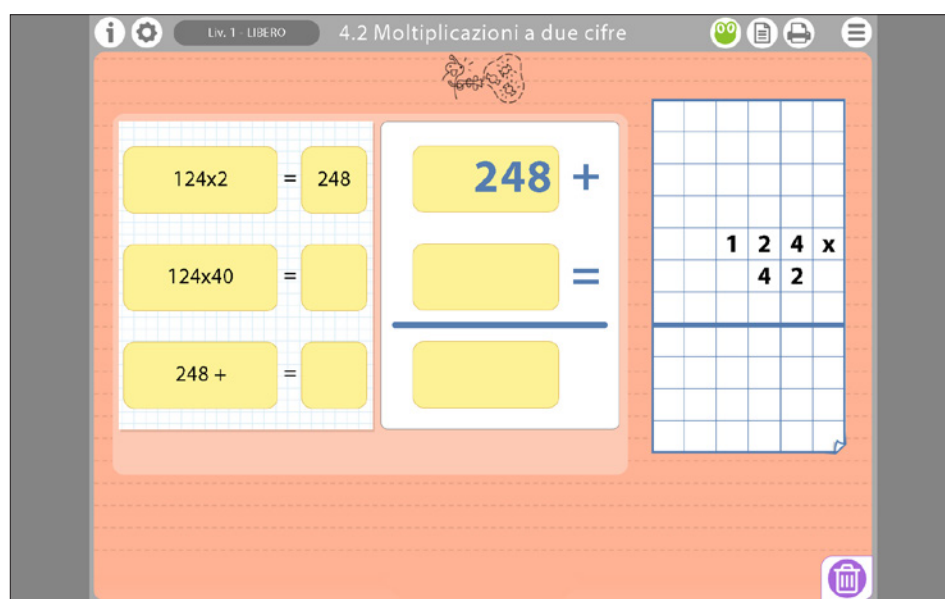 Liv. 1 - LIBERO
4.2 Moltiplicazioni a due cifre
124x2 = 248
124x40 =
248 + =
248 +
=
1 2 4 x
4 2